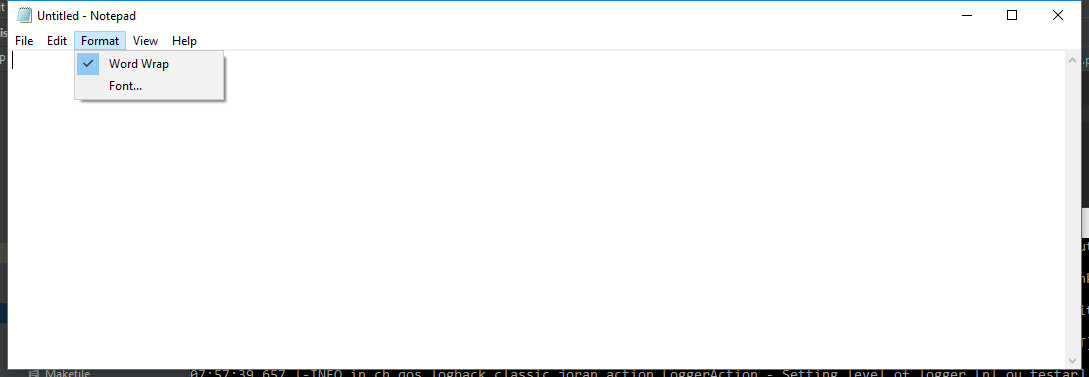 Untitled - Notepad
File Edit Format View Help
Word Wrap
Font...
Makefile
07:57:39,657 |-INFO in ch.qos.logback.classic.joran.action.LoggerAction - Setting level of logger [nl.ou.testar